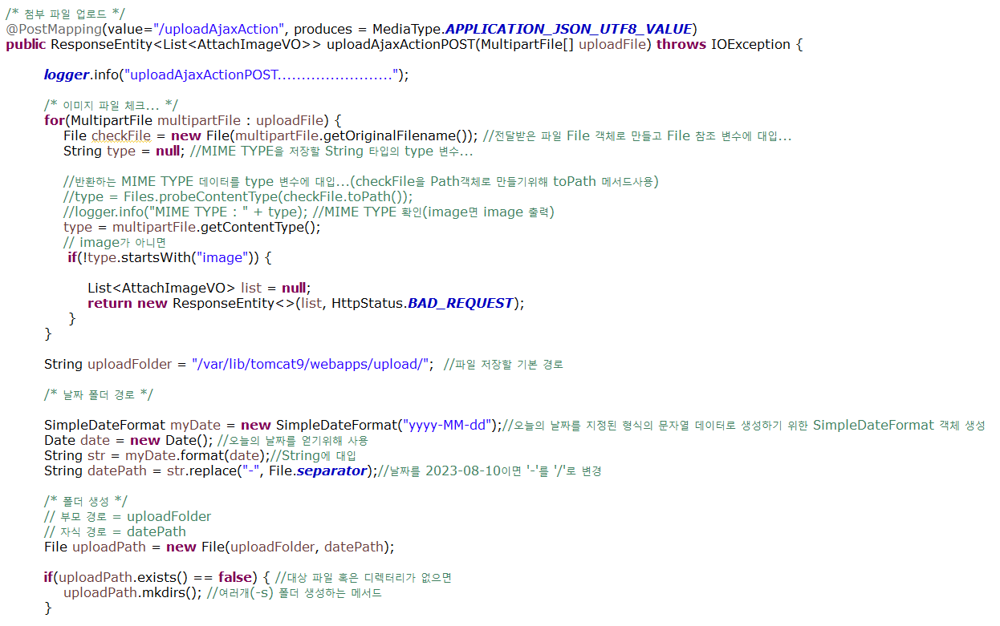 /* 첨부 파일 업로드 */
@PostMapping(value="/uploadAjaxAction", produces = MediaType.APPLICATION_JSON_UTF8_VALUE)
public ResponseEntity<List<AttachImageVO>> uploadAjaxActionPOST(MultipartFile[] uploadFile) throws IOException {
logger.info("uploadAjaxActionPOST........................");
/* 이미지 파일 체크... */
for(MultipartFile multipartFile : uploadFile) {
File checkFile = new File(multipartFile.getOriginalFilename()); //전달받은 파일 File 객체로 만들고 File 참조 변수에 대입...
String type = null; //MIME TYPE을 저장할 String 타입의 type 변수...
//반환하는 MIME TYPE 데이터를 type 변수에 대입...(checkFile을 Path객체로 만들기위해 toPath 메서드사용)
//type = Files.probeContentType(checkFile.toPath());
//logger.info("MIME TYPE : " + type); //MIME TYPE 확인(image면 image 출력)
type = multipartFile.getContentType();
// image가 아니면
if(!type.startsWith("image")) {
List<AttachImageVO> list = null;
return new ResponseEntity<>(list, HttpStatus.BAD_REQUEST);
}
}
String uploadFolder = "/var/lib/tomcat9/webapps/upload/"; //파일 저장할 기본 경로
/* 날짜 폴더 경로 */
SimpleDateFormat myDate = new SimpleDateFormat("yyyy-MM-dd");//오늘의 날짜를 지정된 형식의 문자열 데이터로 생성하기 위한 SimpleDateFormat 객체 생성
Date date = new Date(); //오늘의 날짜를 얻기위해 사용
String str = myDate.format(date);//String에 대입
String datePath = str.replace("-", File.separator);//날짜를 2023-08-10이면 '-'를 '/'로 변경
/* 폴더 생성 */
// 부모 경로 = uploadFolder
// 자식 경로 = datePath
File uploadPath = new File(uploadFolder, datePath);
if(uploadPath.exists() == false) { //대상 파일 혹은 디렉터리가 없으면
uploadPath.mkdirs(); //여러개(-s) 폴더 생성하는 메서드
}